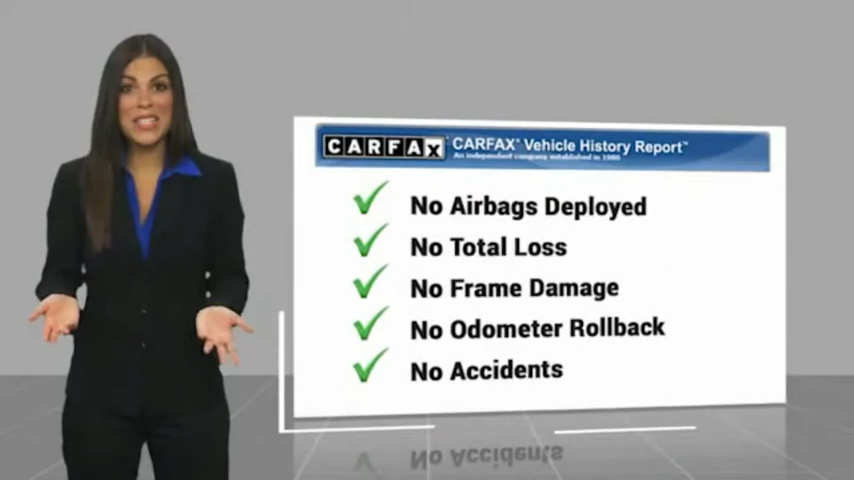 CARFAX CARFAX® Vehicle History Report™
An independent company established in 1986
No Airbags Deployed
No Total Loss
No Frame Damage
No Odometer Rollback
No Accidents
No Accidents